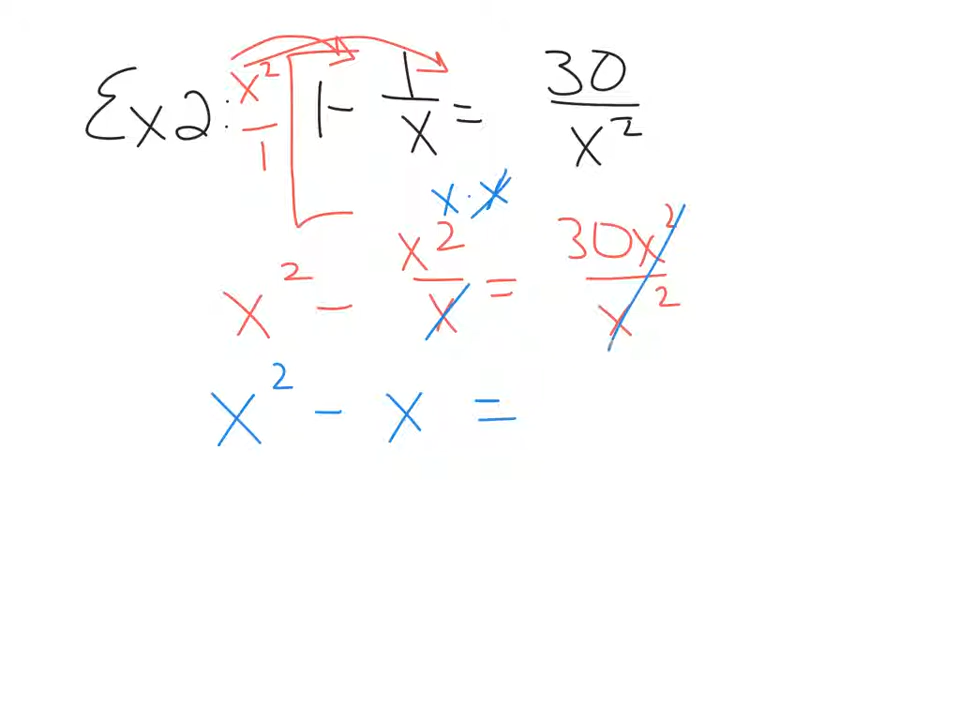 Ex2: x²/1 [ 1 - 1/x = 30/x²
x · x
x² - x²/x = 30x²/x²
x² - x =